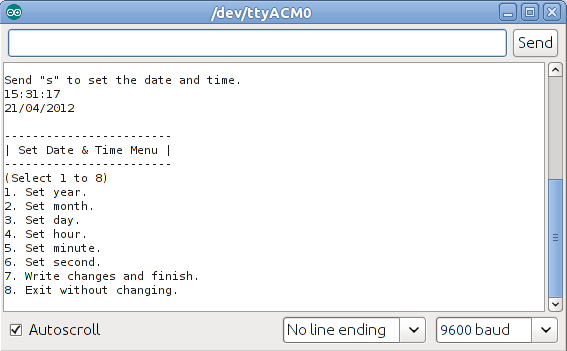 /dev/ttyACM0
Send
Send "s" to set the date and time.
15:31:17
21/04/2012
------------------------
| Set Date & Time Menu |
------------------------
(Select 1 to 8)
1. Set year.
2. Set month.
3. Set day.
4. Set hour.
5. Set minute.
6. Set second.
7. Write changes and finish.
8. Exit without changing.
Autoscroll
No line ending
9600 baud